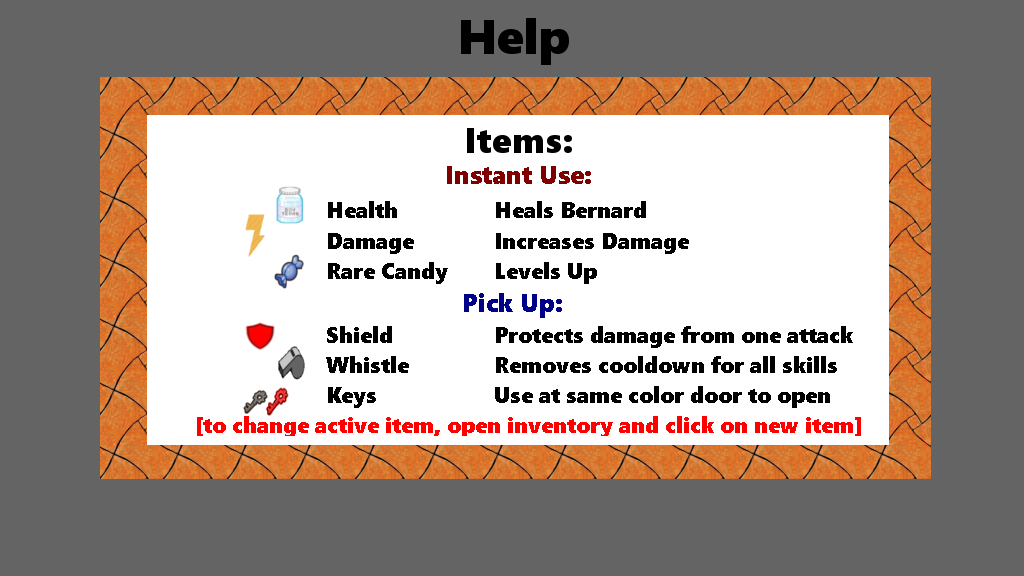 Help
Items:
Instant Use:
Health Heals Bernard
Damage Increases Damage
Rare Candy Levels Up
Pick Up:
Shield Protects damage from one attack
Whistle Removes cooldown for all skills
Keys Use at same color door to open
[to change active item, open inventory and click on new item]